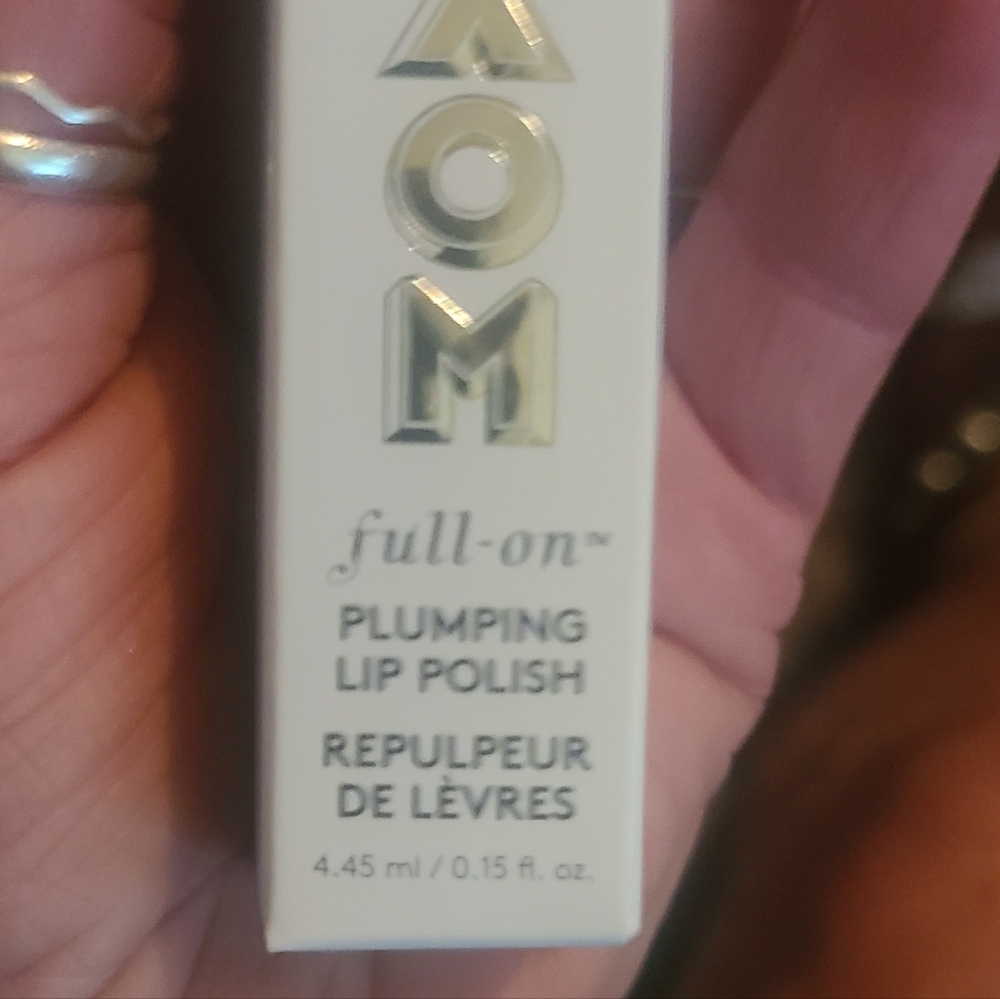 A
O
M
full-on™
PLUMPING
LIP POLISH
REPULPEUR
DE LÈVRES
4.45 ml / 0.15 fl. oz.